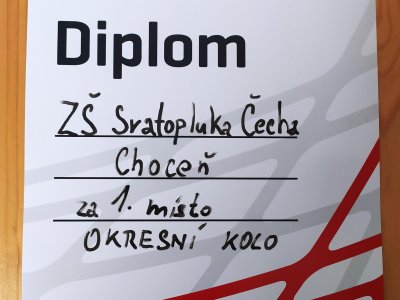 Diplom
ZŠ Svatopluka Čecha
Choceň
za 1. místo
OKRESNÍ KOLO